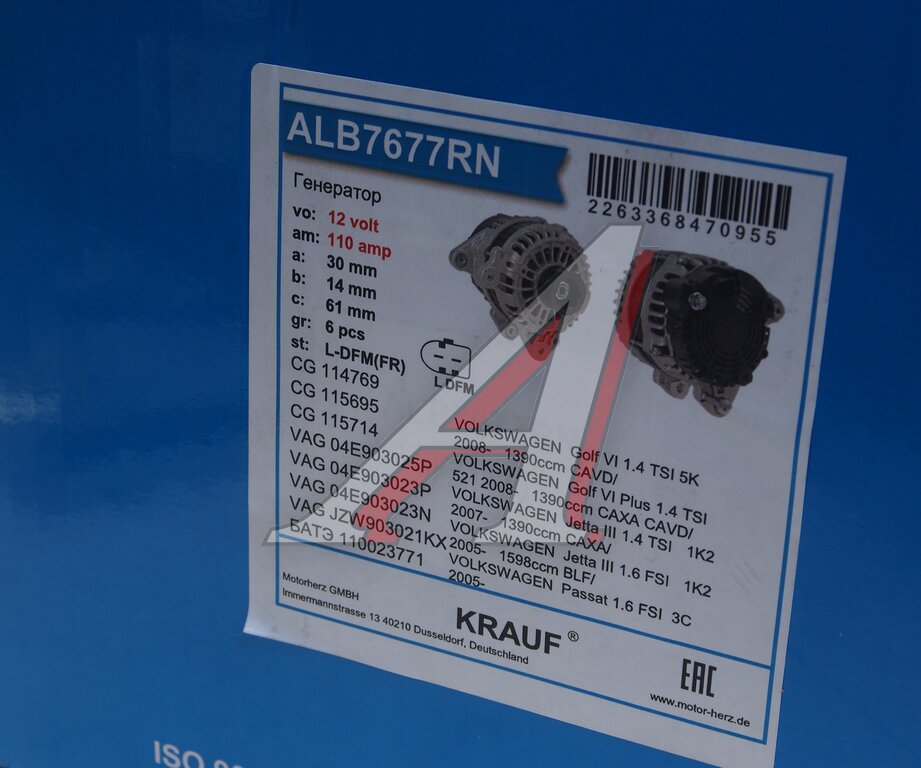 ALB7677RN
2263368470955
Генератор
vo: 12 volt
am: 110 amp
a: 30 mm
b: 14 mm
c: 61 mm
gr: 6 pcs
st: L-DFM(FR)
L DFM
CG 114769
CG 115695
CG 115714
VAG 04E903025P
VAG 04E903023P
VAG 04E903023N
VAG JZW903021KX
БАТЭ 110023771
VOLKSWAGEN Golf VI 1.4 TSI 5K
2008- 1390ccm CAVD/
VOLKSWAGEN Golf VI Plus 1.4 TSI
521 2008- 1390ccm CAXA CAVD/
VOLKSWAGEN Jetta III 1.4 TSI 1K2
2007- 1390ccm CAXA/
VOLKSWAGEN Jetta III 1.6 FSI 1K2
2005- 1598ccm BLF/
VOLKSWAGEN Passat 1.6 FSI 3C
2005-
Motorherz GMBH
Immermannstrasse 13 40210 Dusseldorf, Deutschland
KRAUF ®
EAC
www.motor-herz.de
ISO